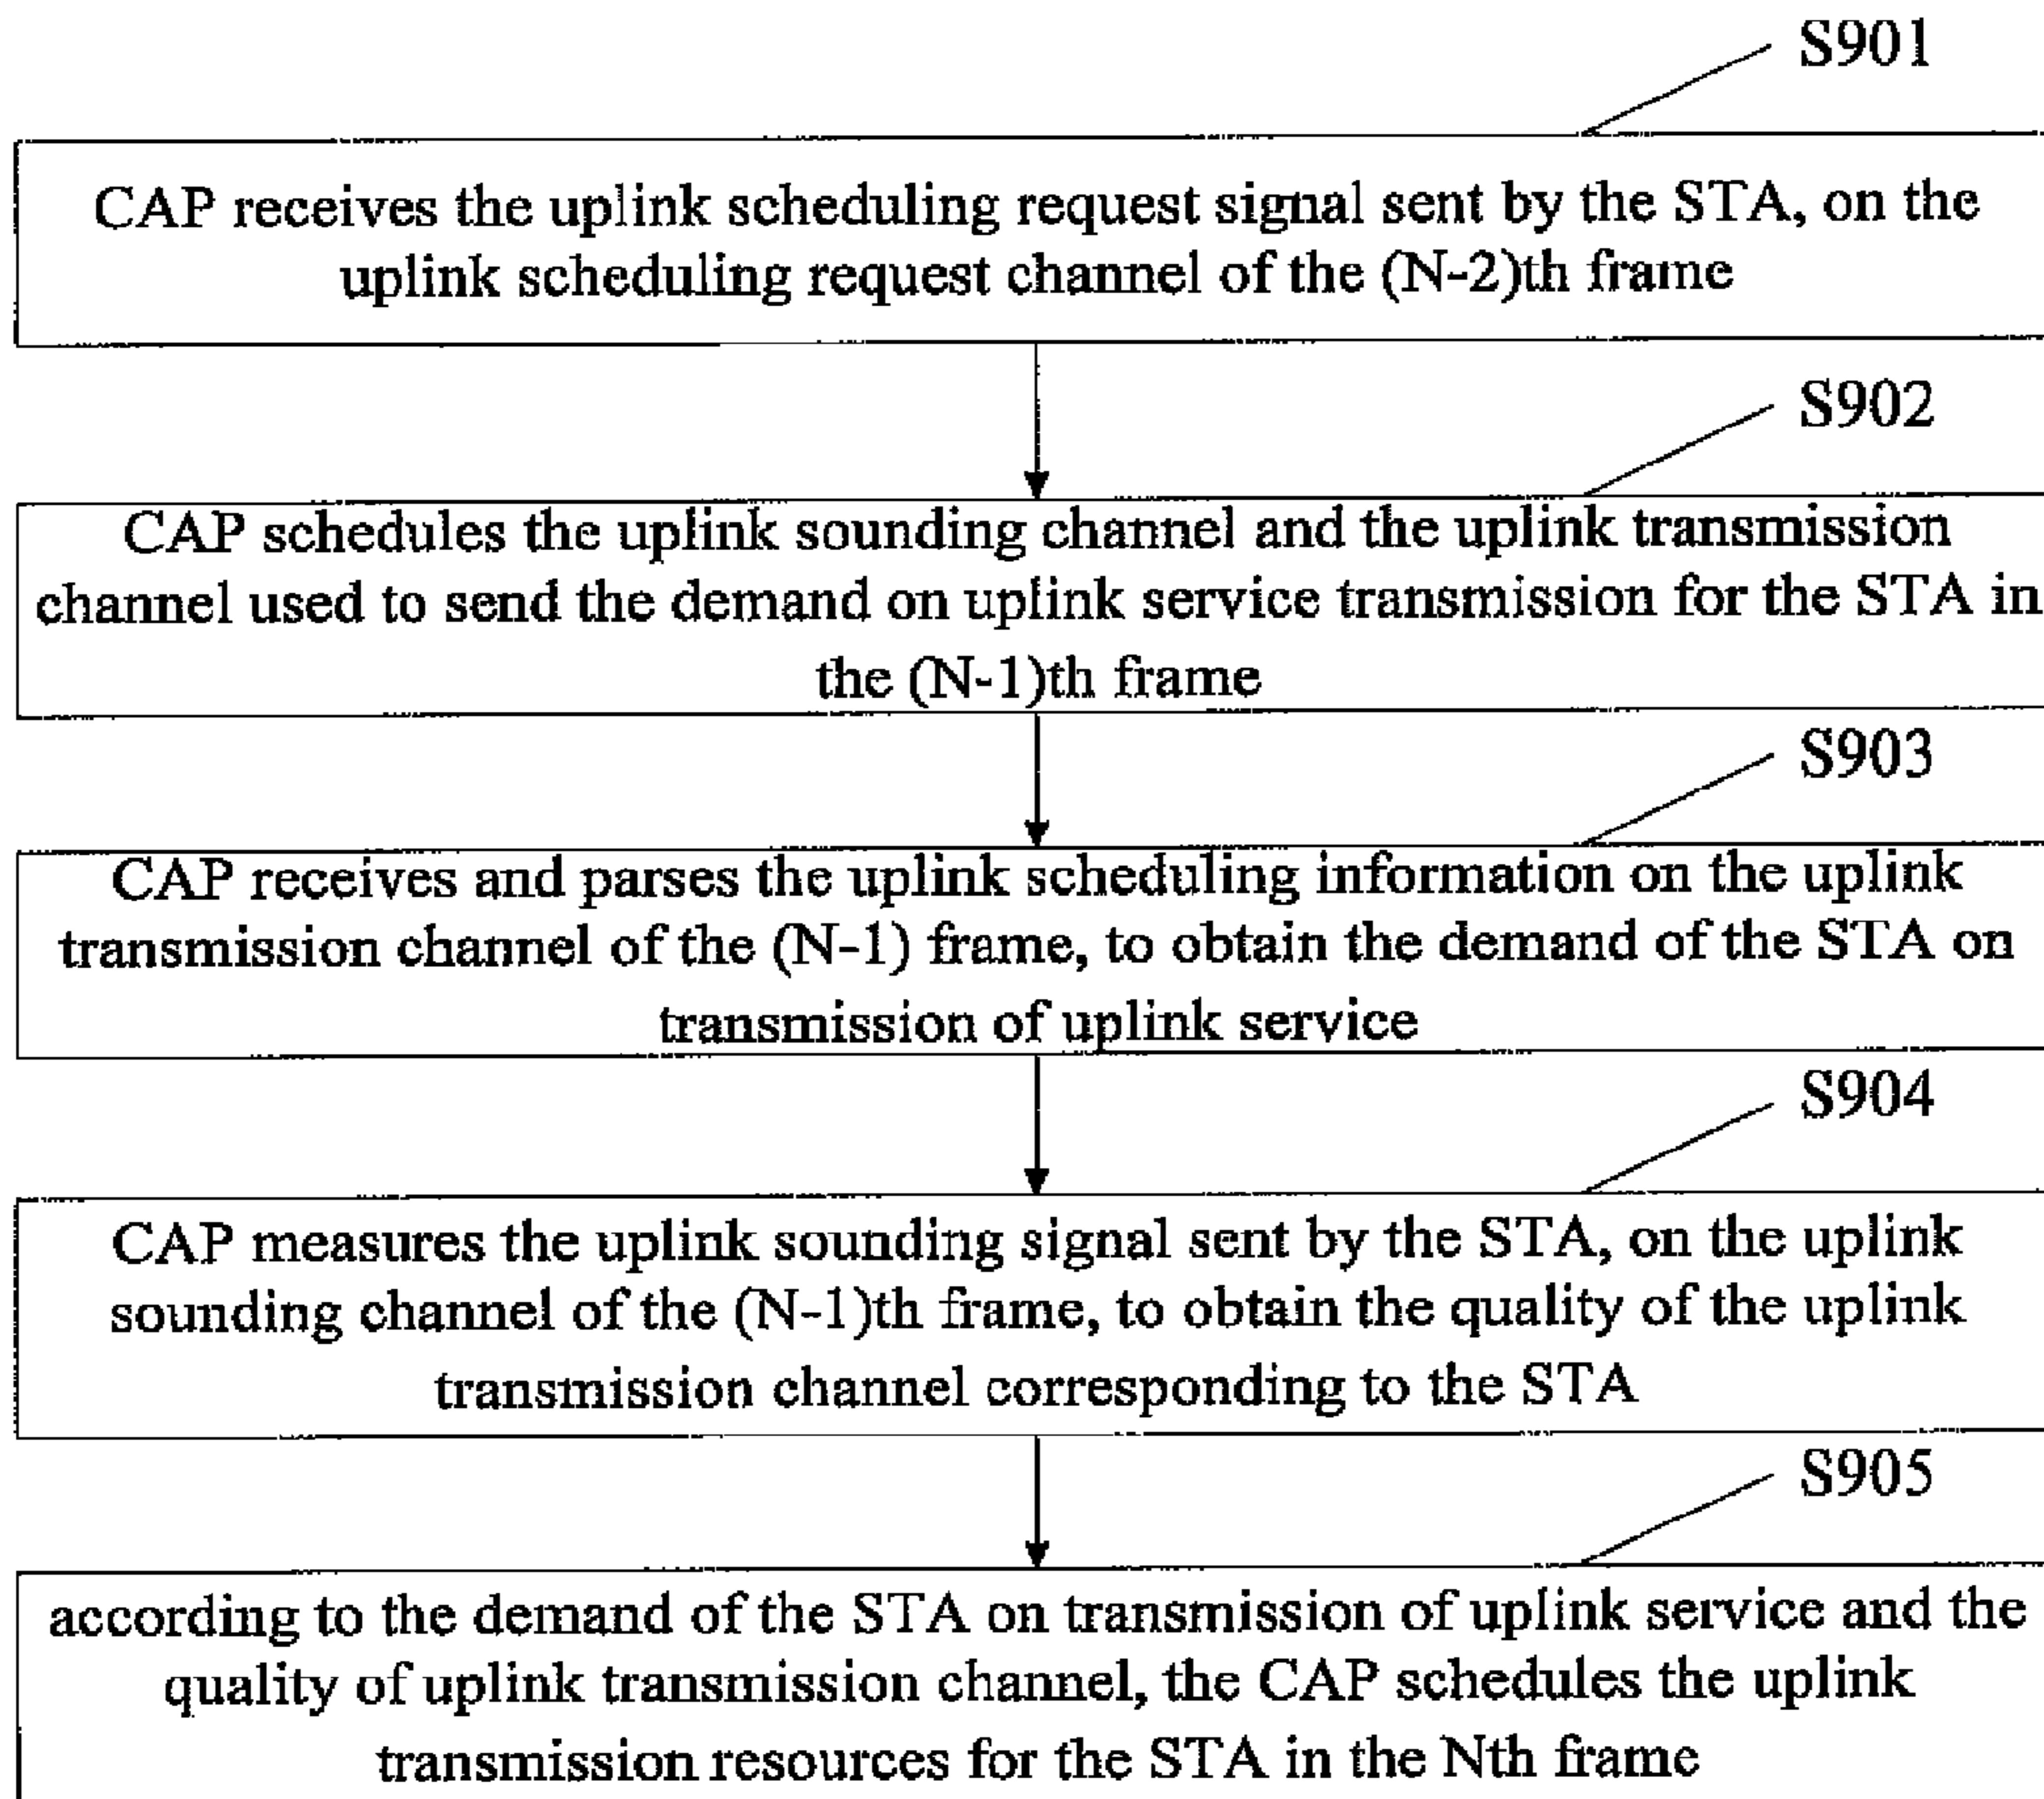 S901
CAP receives the uplink scheduling request signal sent by the STA, on the
uplink scheduling request channel of the (N-2)th frame
S902
CAP schedules the uplink sounding channel and the uplink transmission
channel used to send the demand on uplink service transmission for the STA in
the (N-1)th frame
S903
CAP receives and parses the uplink scheduling information on the uplink
transmission channel of the (N-1) frame, to obtain the demand of the STA on
transmission of uplink service
S904
CAP measures the uplink sounding signal sent by the STA, on the uplink
sounding channel of the (N-1)th frame, to obtain the quality of the uplink
transmission channel corresponding to the STA
S905
according to the demand of the STA on transmission of uplink service and the
quality of uplink transmission channel, the CAP schedules the uplink
transmission resources for the STA in the Nth frame